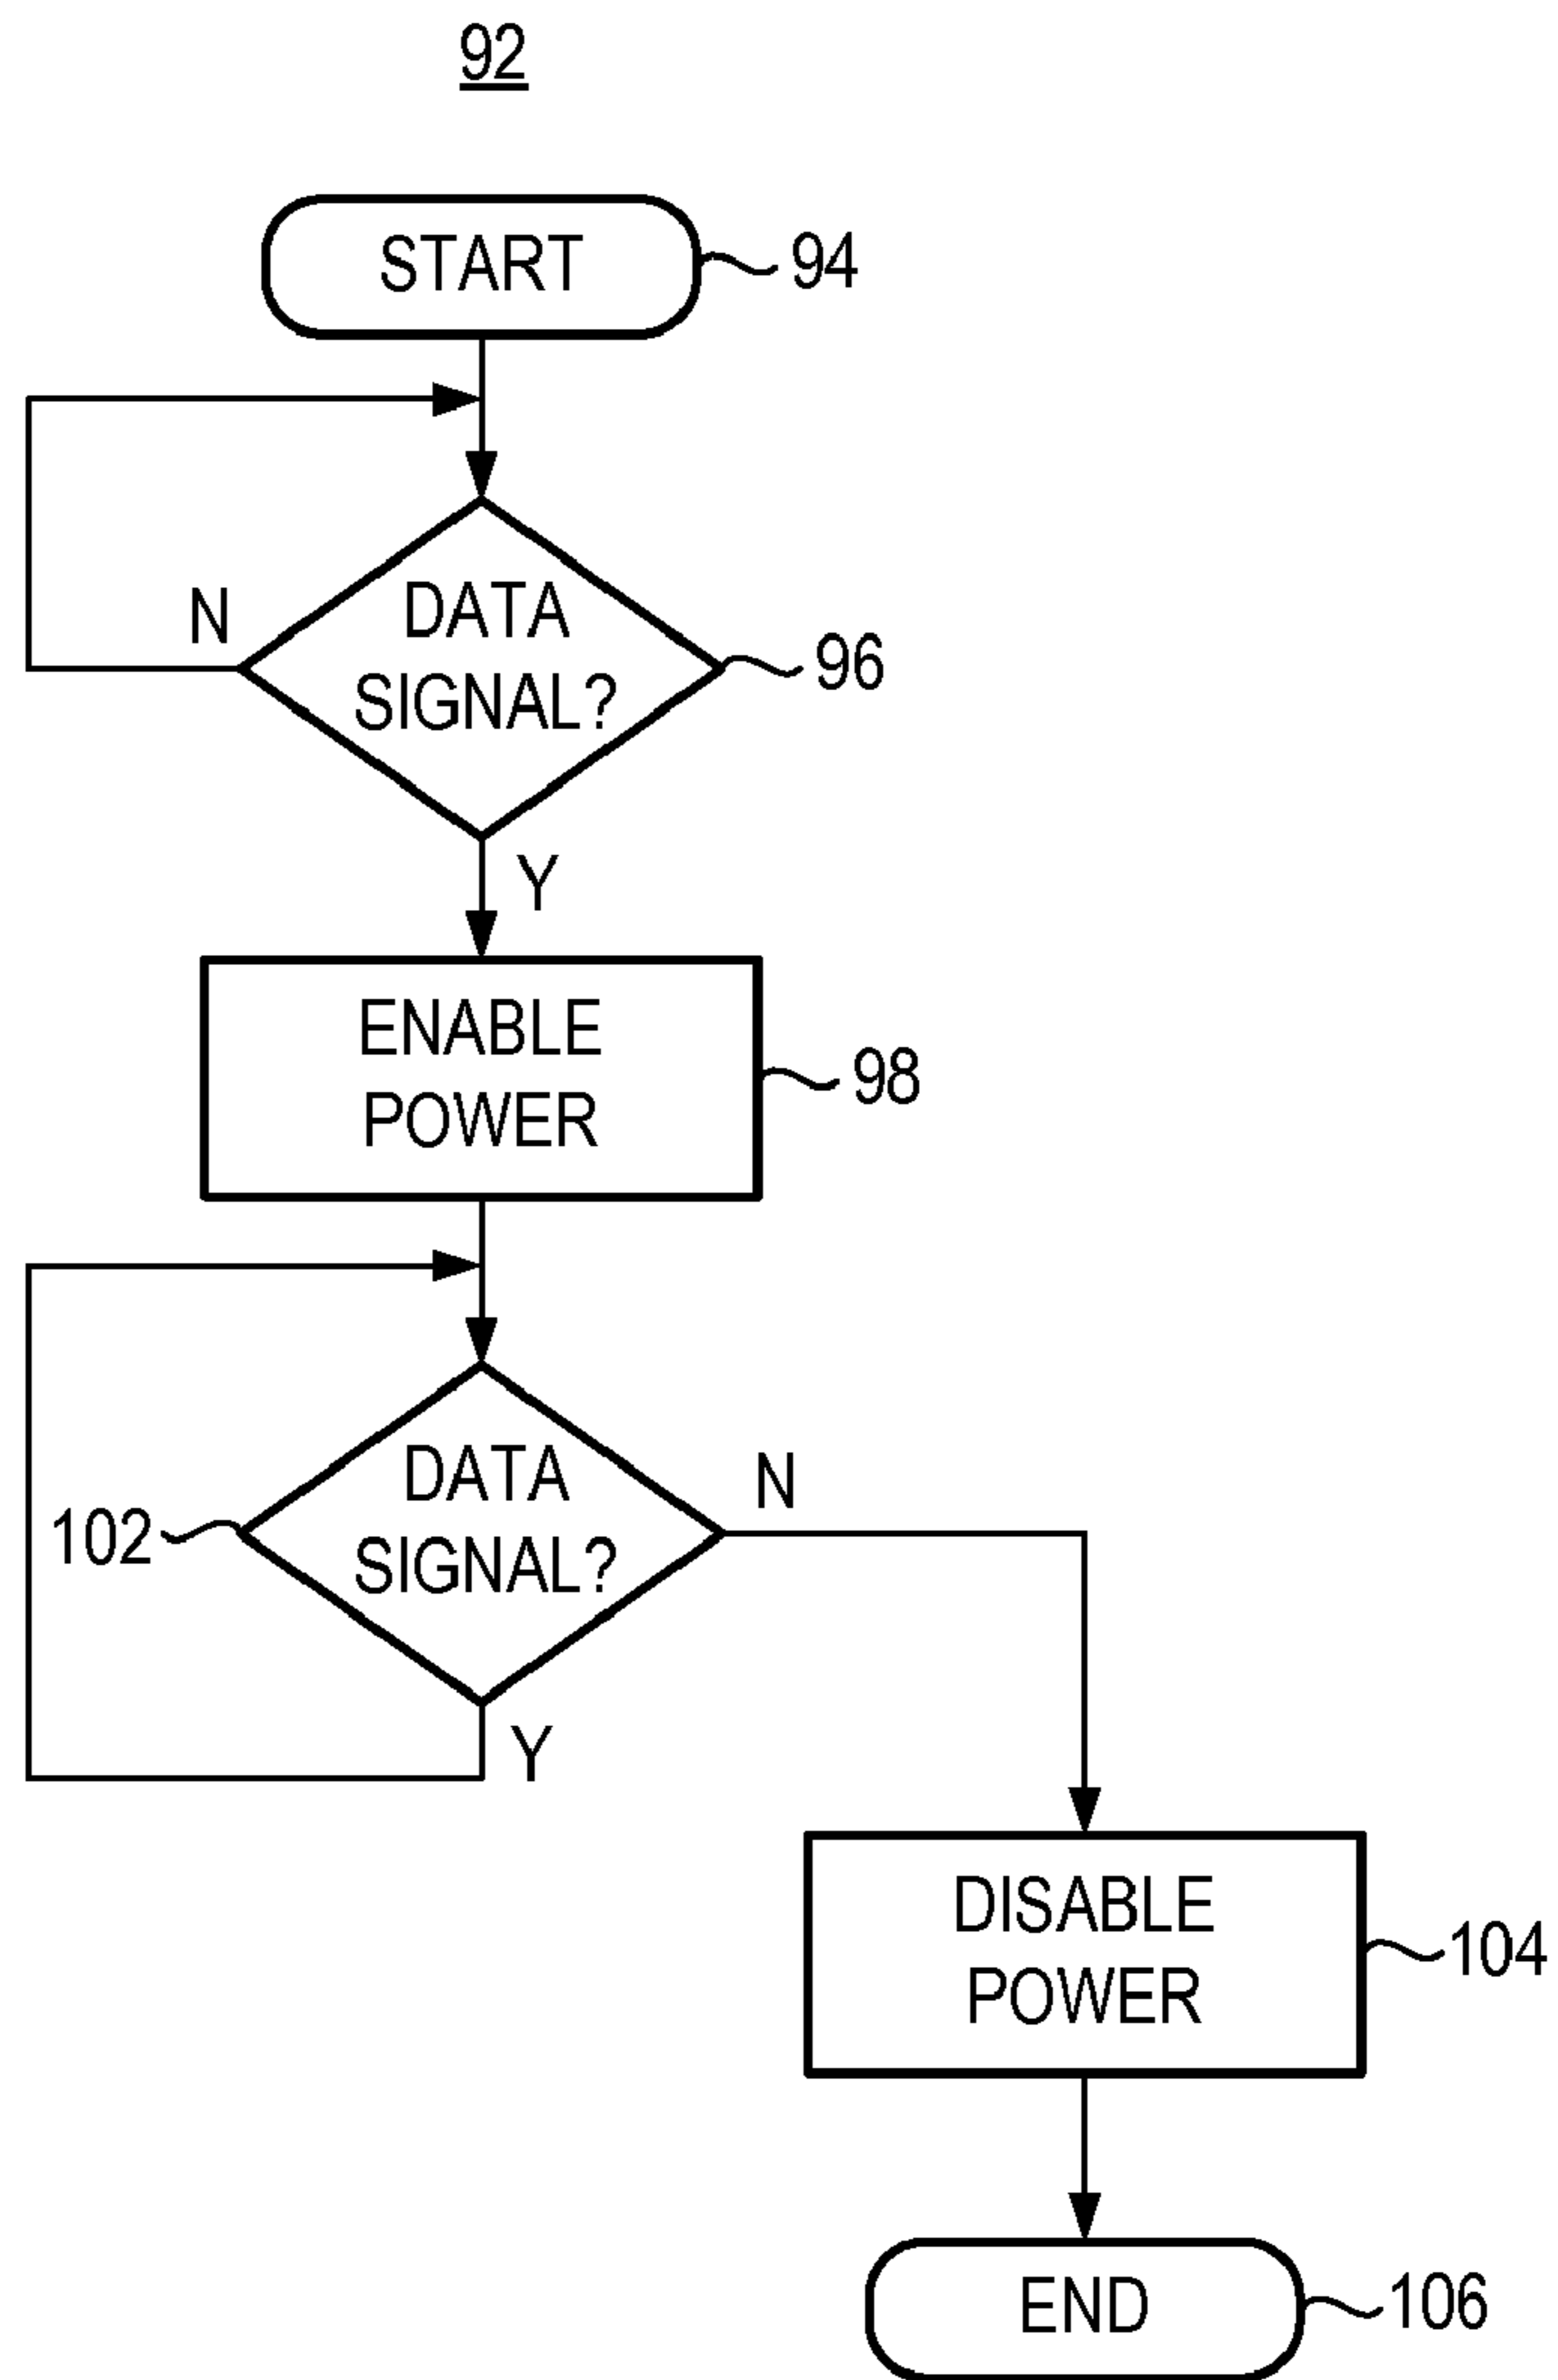 92
START
94
N
DATA
SIGNAL?
96
Y
ENABLE
POWER
98
DATA
SIGNAL?
102
N
Y
DISABLE
POWER
104
END
106